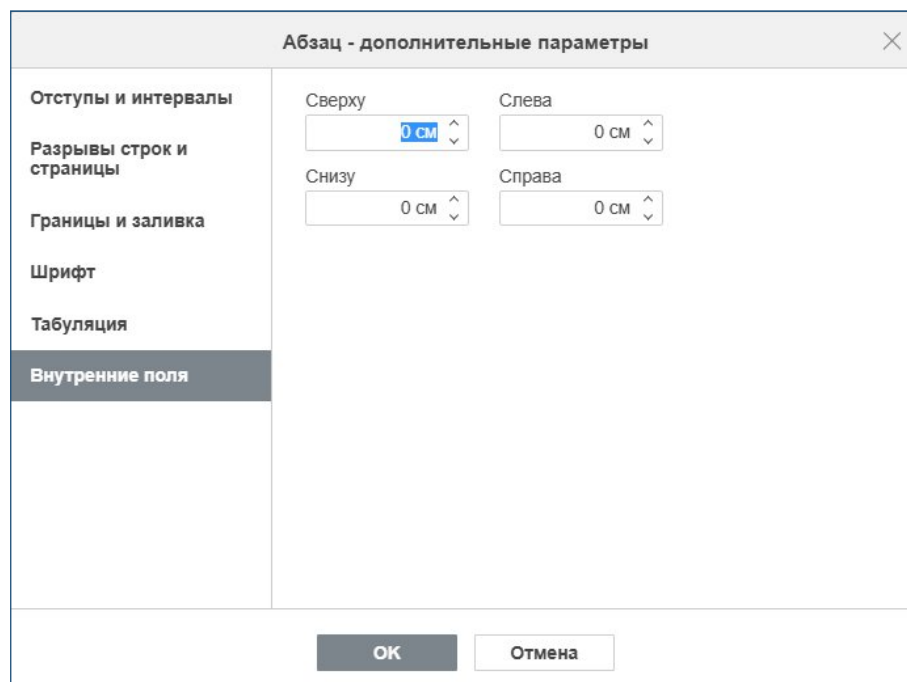 Абзац - дополнительные параметры
Отступы и интервалы
Разрывы строк и
страницы
Границы и заливка
Шрифт
Табуляция
Внутренние поля
Сверху
Слева
0 см
0 см
Снизу
Справа
0 см
0 см
OK
Отмена